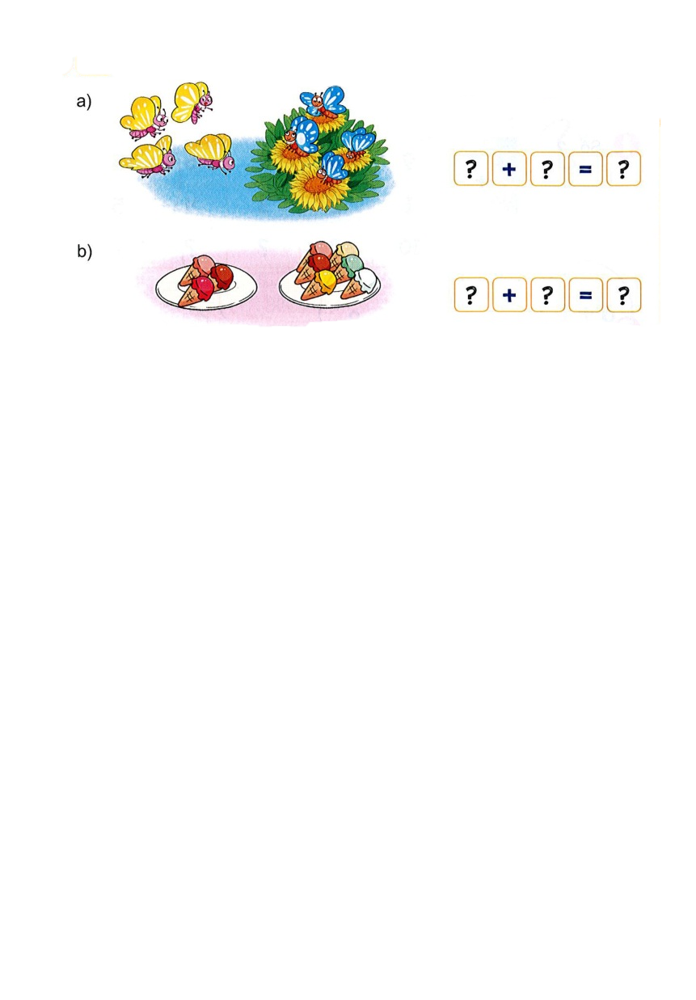 a)
? + ? = ?
b)
? + ? = ?